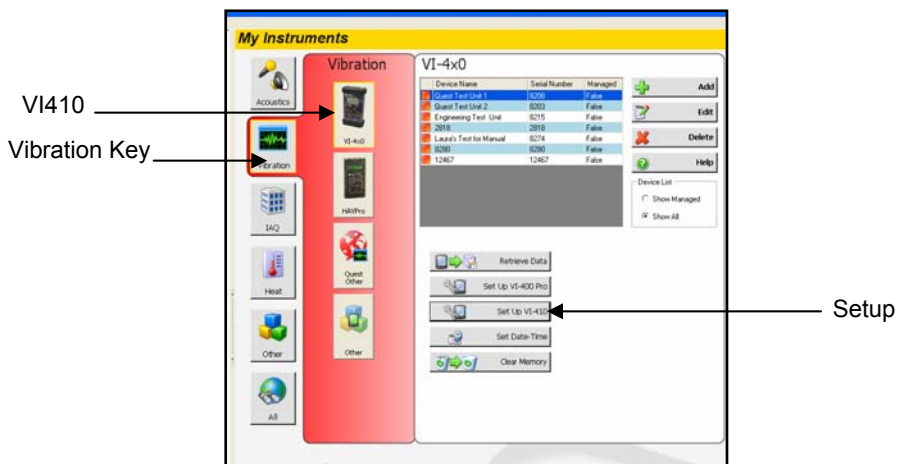 My Instruments
VI410
Vibration Key
Setup
Acoustics
Vibration
IAQ
Heat
Other
All
Vibration
VI-4x0
HAVPro
Quest
Other
Other
VI-4x0
Device Name Serial Number Managed
Quest Test Unit 1 8208 False
Quest Test Unit 2 8203 False
Engineering Test Unit 8215 False
2818 2818 False
Laura's Test for Manual 8274 False
8280 8280 False
12467 12467 False
Add
Edit
Delete
Help
Device List
Show Managed
Show All
Retrieve Data
Set Up VI-400 Pro
Set Up VI-410
Set Date-Time
Clear Memory